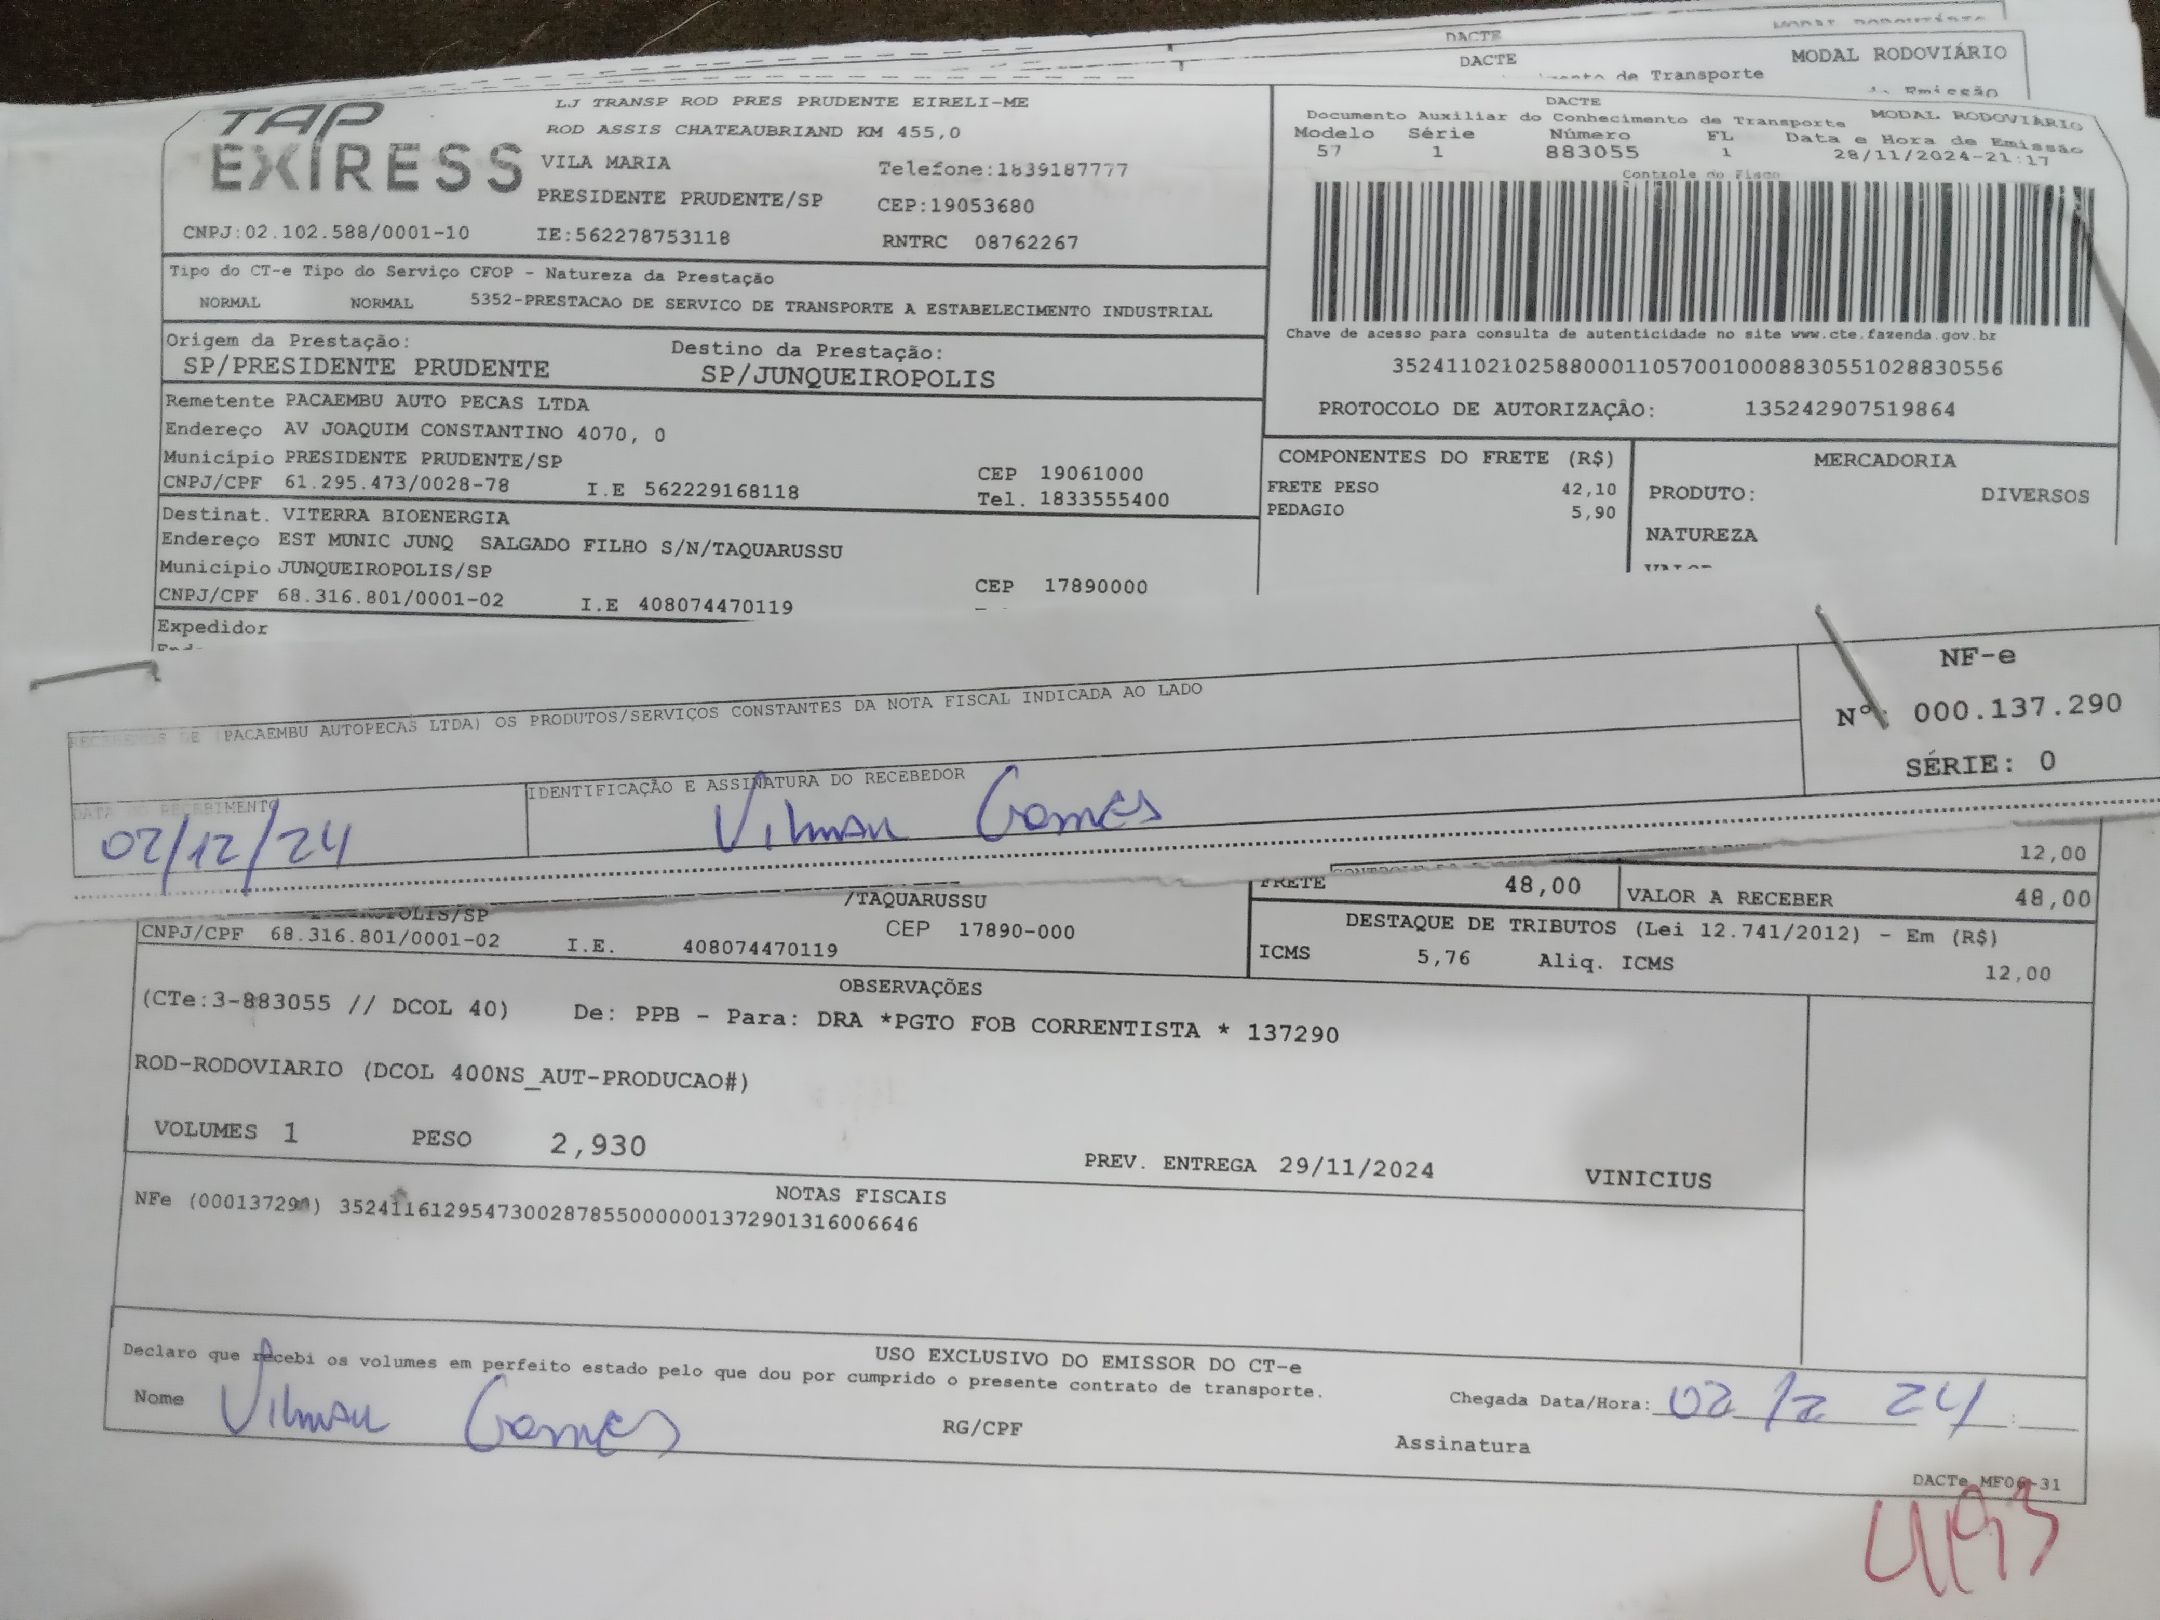 DACTE
DACTE
MODAL RODOVIÁRIO
de Transporte
TAP
EXPRESS
LJ TRANSP ROD PRES PRUDENTE EIRELI-ME
ROD ASSIS CHATEAUBRIAND KM 455,0
VILA MARIA
Telefone:1839187777
PRESIDENTE PRUDENTE/SP
CEP:19053680
CNPJ:02.102.588/0001-10
IE:562278753118
RNTRC 08762267
DACTE
MODAL RODOVIÁRIO
Documento Auxiliar do Conhecimento de Transporte
Modelo Série Número FL Data e Hora de Emissão
57 1 883055 1 28/11/2024-21:17
Controle do Fisco
Chave de acesso para consulta de autenticidade no site www.cte.fazenda.gov.br
35241102102588000110570010008830551028830556
PROTOCOLO DE AUTORIZAÇÃO: 135242907519864
Tipo do CT-e Tipo do Serviço CFOP - Natureza da Prestação
NORMAL NORMAL 5352-PRESTACAO DE SERVICO DE TRANSPORTE A ESTABELECIMENTO INDUSTRIAL
Origem da Prestação: Destino da Prestação:
SP/PRESIDENTE PRUDENTE SP/JUNQUEIROPOLIS
Remetente PACAEMBU AUTO PECAS LTDA
Endereço AV JOAQUIM CONSTANTINO 4070, 0
Município PRESIDENTE PRUDENTE/SP CEP 19061000
CNPJ/CPF 61.295.473/0028-78 I.E 562229168118 Tel. 1833555400
Destinat. VITERRA BIOENERGIA
Endereço EST MUNIC JUNQ SALGADO FILHO S/N/TAQUARUSSU
Município JUNQUEIROPOLIS/SP CEP 17890000
CNPJ/CPF 68.316.801/0001-02 I.E 408074470119
Expedidor
COMPONENTES DO FRETE (R$)
FRETE PESO 42,10
PEDAGIO 5,90
MERCADORIA
PRODUTO: DIVERSOS
NATUREZA
RECEBEMOS DE (PACAEMBU AUTOPECAS LTDA) OS PRODUTOS/SERVIÇOS CONSTANTES DA NOTA FISCAL INDICADA AO LADO
NF-e
Nº: 000.137.290
SÉRIE: 0
DATA DO RECEBIMENTO
02/12/24
IDENTIFICAÇÃO E ASSINATURA DO RECEBEDOR
Vilmau Gomes
12,00
FRETE 48,00 VALOR A RECEBER 48,00
/TAQUARUSSU
CNPJ/CPF 68.316.801/0001-02 I.E. 408074470119 CEP 17890-000
DESTAQUE DE TRIBUTOS (Lei 12.741/2012) - Em (R$)
ICMS 5,76 Aliq. ICMS 12,00
OBSERVAÇÕES
(CTe:3-883055 // DCOL 40) De: PPB - Para: DRA *PGTO FOB CORRENTISTA * 137290
ROD-RODOVIARIO (DCOL 400NS_AUT-PRODUCAO#)
VOLUMES 1 PESO 2,930 PREV. ENTREGA 29/11/2024 VINICIUS
NOTAS FISCAIS
NFe (000137290) 35241161295473002878550000001372901316006646
USO EXCLUSIVO DO EMISSOR DO CT-e
Declaro que recebi os volumes em perfeito estado pelo que dou por cumprido o presente contrato de transporte.
Nome Vilmau Gomes RG/CPF
Chegada Data/Hora: 02 12 24
Assinatura
DACTe MF06-31